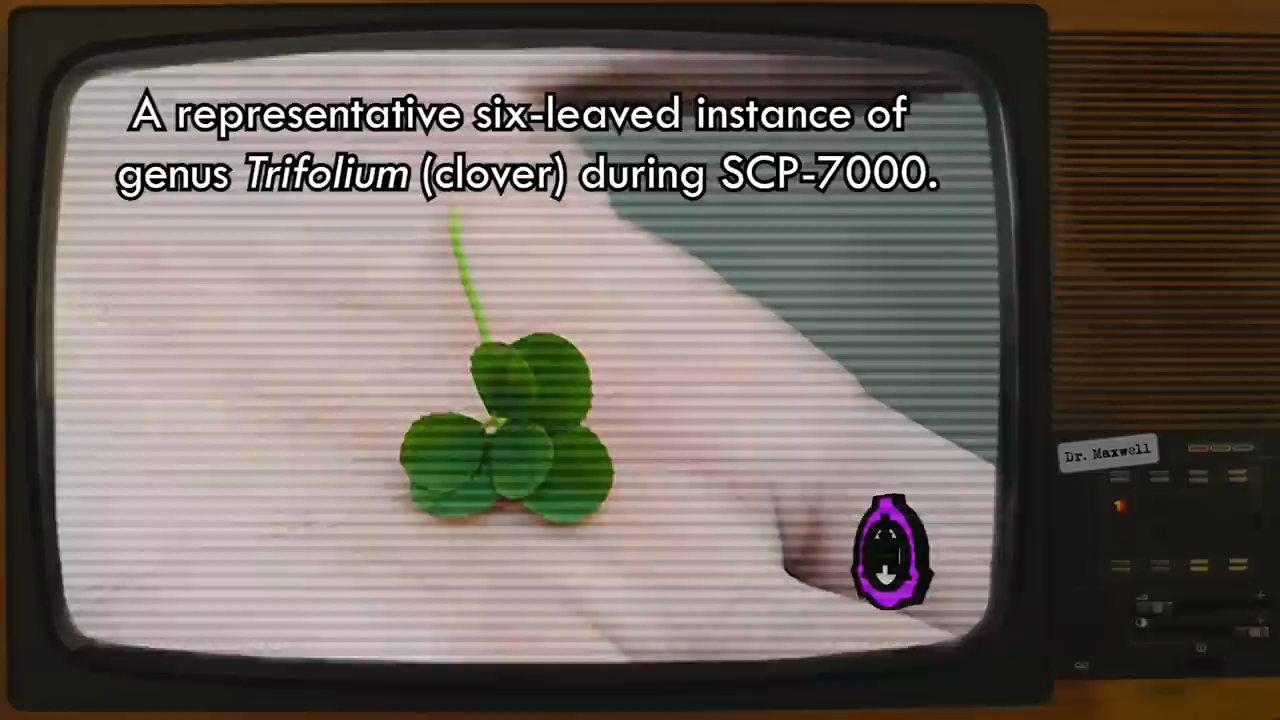 A representative six-leaved instance of
genus Trifolium (clover) during SCP-7000.
Dr. Maxwell